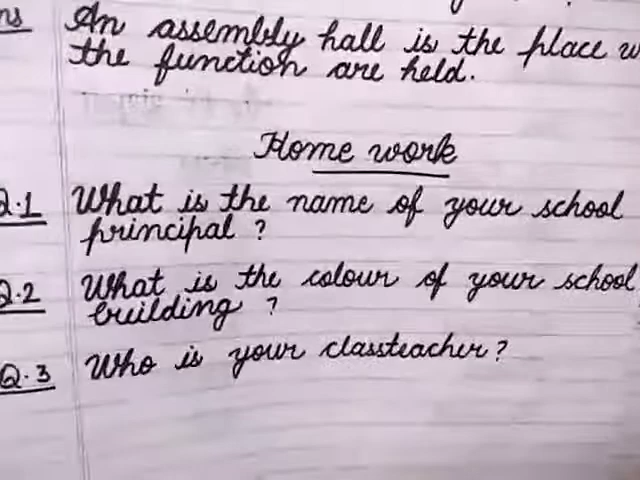 ns An assembly hall is the place w
the function are held.
Home work
Q.1 What is the name of your school
principal ?
Q.2 What is the colour of your school
building ?
Q.3 Who is your classteacher?